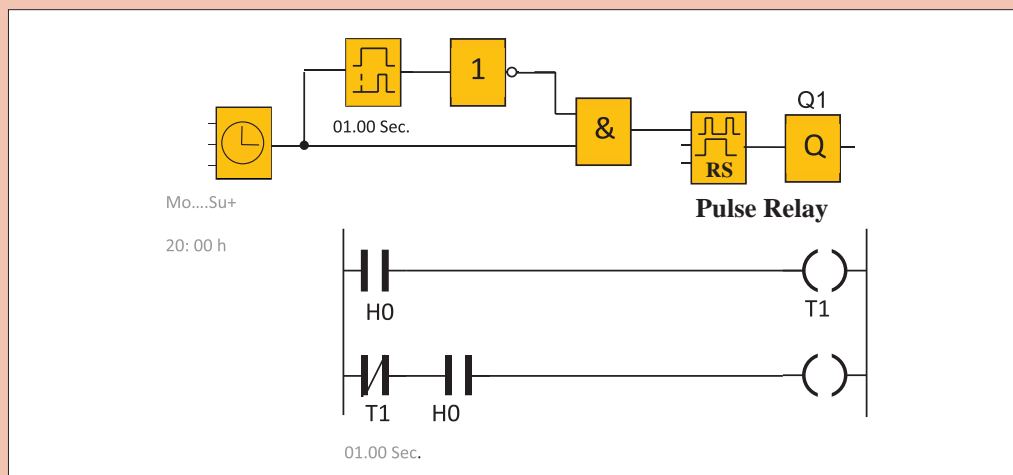 1
Q1
01.00 Sec.
&
Q
RS
Mo....Su+
Pulse Relay
20: 00 h
H0
T1
T1
H0
01.00 Sec.